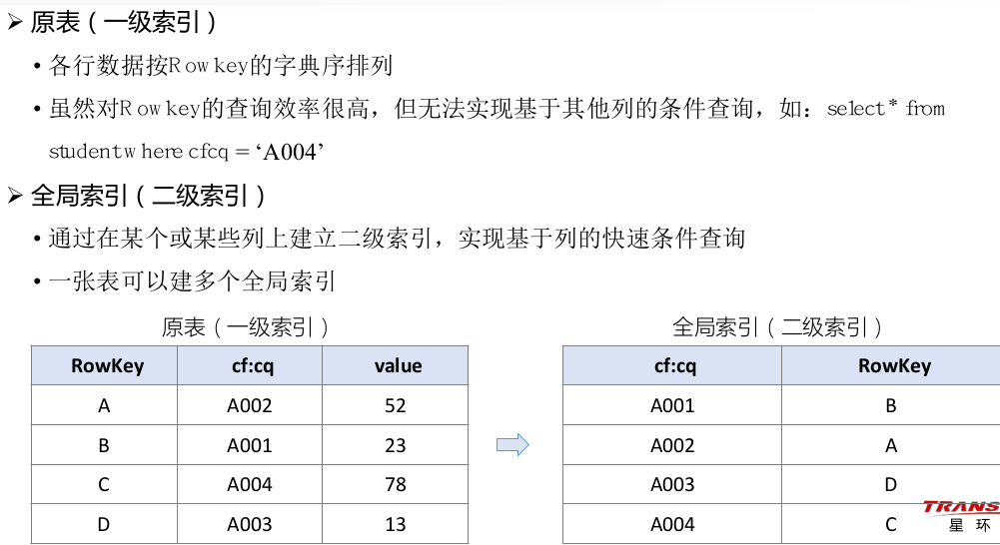 ➢ 原表（一级索引）
• 各行数据按Rowkey的字典序排列
• 虽然对Rowkey的查询效率很高，但无法实现基于其他列的条件查询，如：select * from
student where cfcq = ‘A004’
➢ 全局索引（二级索引）
• 通过在某个或某些列上建立二级索引，实现基于列的快速条件查询
• 一张表可以建多个全局索引
原表（一级索引） 全局索引（二级索引）
RowKey cf:cq value cf:cq RowKey
A A002 52 A001 B
B A001 23 A002 A
C A004 78 A003 D
D A003 13 A004 C
TRANS
星环